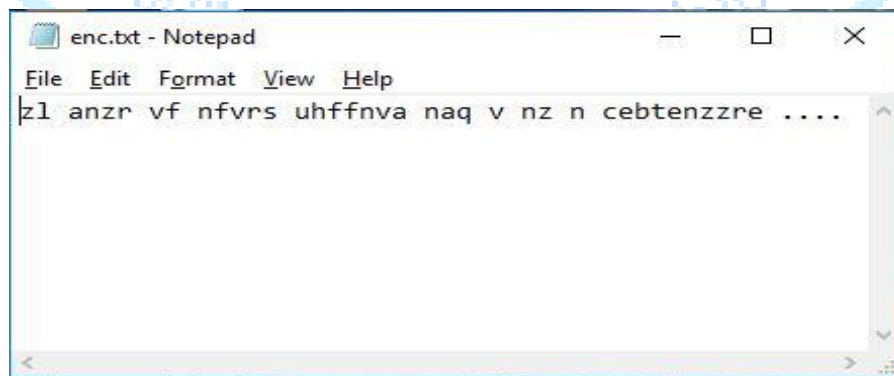 enc.txt - Notepad
File Edit Format View Help
zl anzr vf nfvrs uhffnva naq v nz n cebtenzzre ....